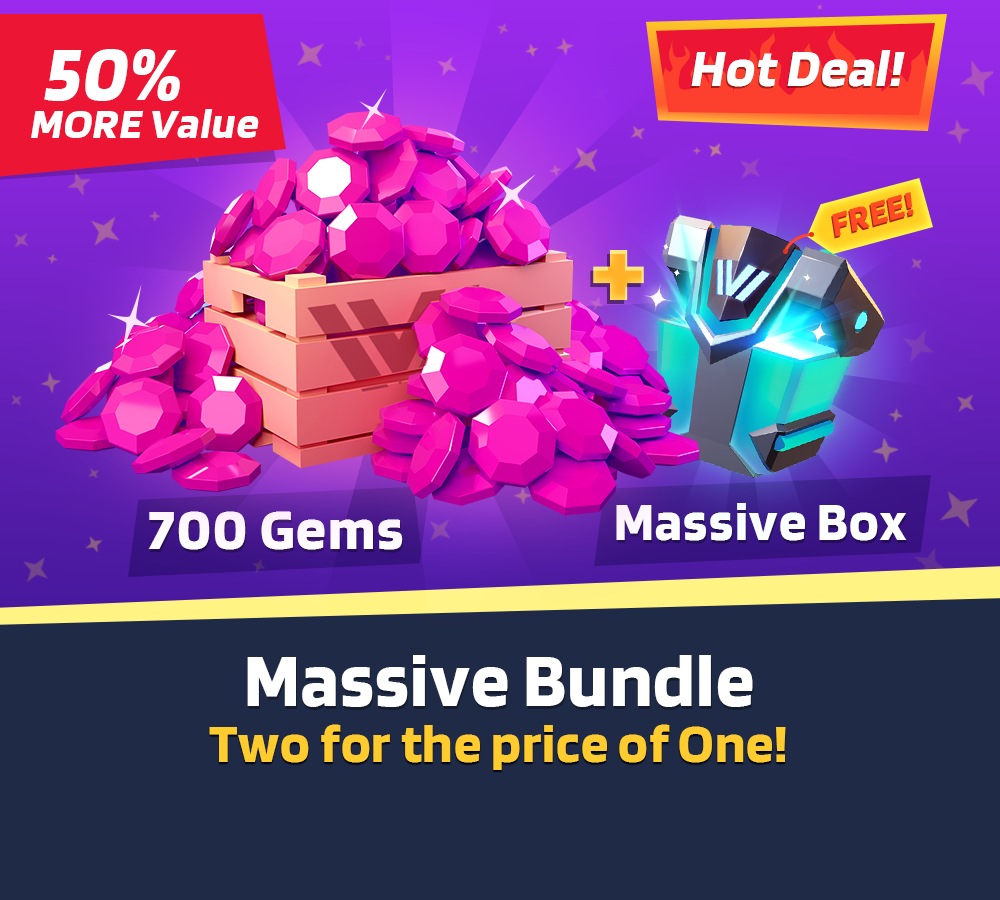 50%
MORE Value
Hot Deal!
FREE!
700 Gems
Massive Box
Massive Bundle
Two for the price of One!